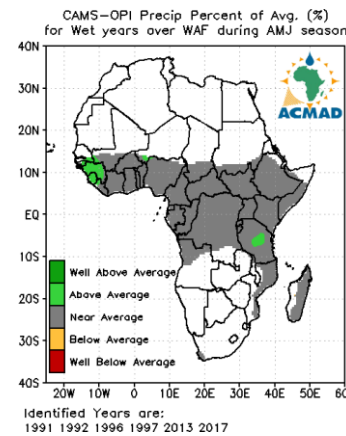 CAMS-OPI Precip Percent of Avg. (%)
for Wet years over WAF during AMJ season
40N
ACMAD
30N
20N
10N
EQ
10S
Well Above Average
Above Average
20S
Near Average
Below Average
30S
Well Below Average
40S
20W 10W 0 10E 20E 30E 40E 50E 60E
Identified Years are:
1991 1992 1996 1997 2013 2017